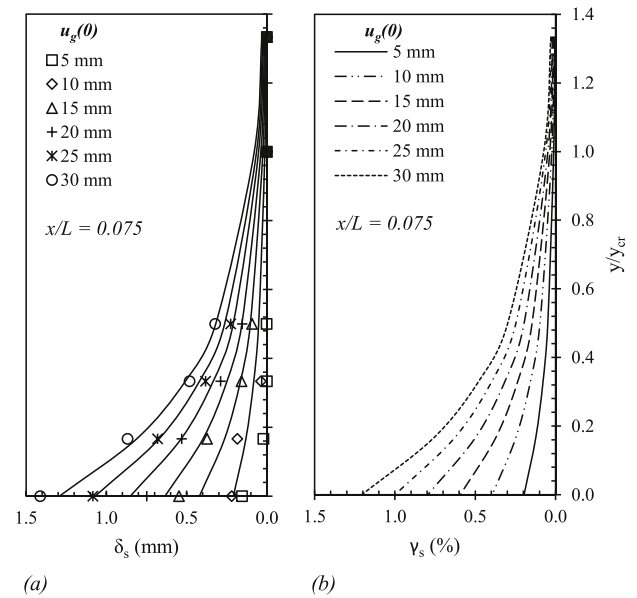 u_g(0)
5 mm
10 mm
15 mm
20 mm
25 mm
30 mm
x/L = 0.075
1.5
1.0
0.5
0.0
δ_s (mm)
(a)
u_g(0)
5 mm
10 mm
15 mm
20 mm
25 mm
30 mm
x/L = 0.075
1.5
1.0
0.5
0.0
γ_s (%)
(b)
1.4
1.2
1.0
0.8
0.6
0.4
0.2
0.0
y/y_cr